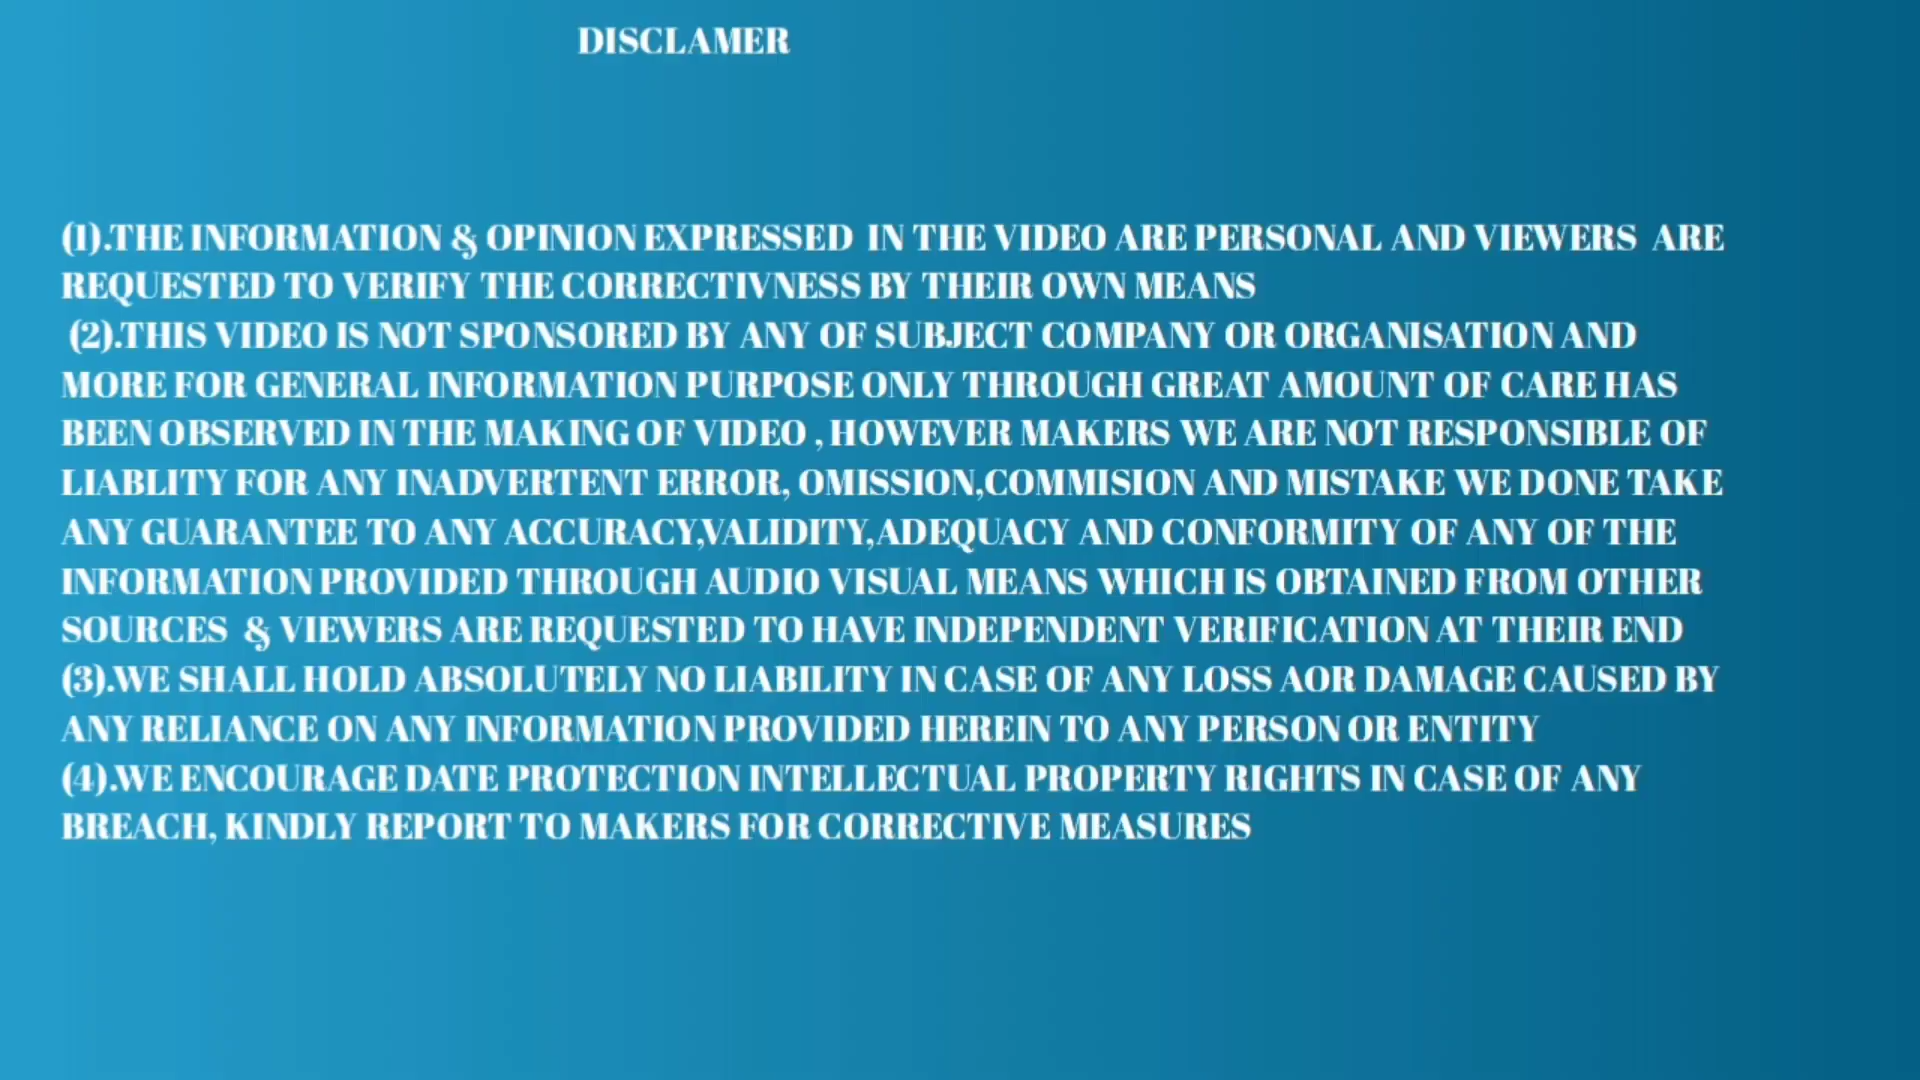 DISCLAMER
(1).THE INFORMATION & OPINION EXPRESSED IN THE VIDEO ARE PERSONAL AND VIEWERS ARE
REQUESTED TO VERIFY THE CORRECTIVNESS BY THEIR OWN MEANS
(2).THIS VIDEO IS NOT SPONSORED BY ANY OF SUBJECT COMPANY OR ORGANISATION AND
MORE FOR GENERAL INFORMATION PURPOSE ONLY THROUGH GREAT AMOUNT OF CARE HAS
BEEN OBSERVED IN THE MAKING OF VIDEO , HOWEVER MAKERS WE ARE NOT RESPONSIBLE OF
LIABLITY FOR ANY INADVERTENT ERROR, OMISSION,COMMISION AND MISTAKE WE DONE TAKE
ANY GUARANTEE TO ANY ACCURACY,VALIDITY,ADEQUACY AND CONFORMITY OF ANY OF THE
INFORMATION PROVIDED THROUGH AUDIO VISUAL MEANS WHICH IS OBTAINED FROM OTHER
SOURCES & VIEWERS ARE REQUESTED TO HAVE INDEPENDENT VERIFICATION AT THEIR END
(3).WE SHALL HOLD ABSOLUTELY NO LIABILITY IN CASE OF ANY LOSS AOR DAMAGE CAUSED BY
ANY RELIANCE ON ANY INFORMATION PROVIDED HEREIN TO ANY PERSON OR ENTITY
(4).WE ENCOURAGE DATE PROTECTION INTELLECTUAL PROPERTY RIGHTS IN CASE OF ANY
BREACH, KINDLY REPORT TO MAKERS FOR CORRECTIVE MEASURES